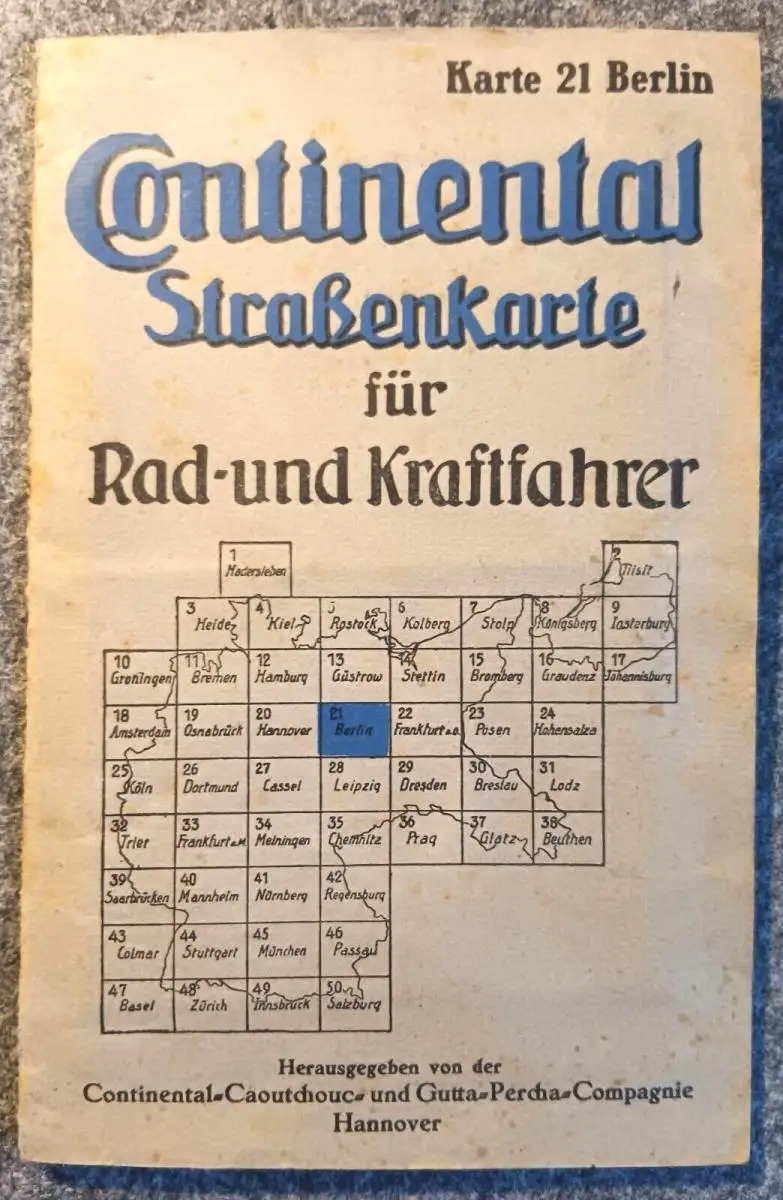 Karte 21 Berlin
Continental
Straßenkarte
für
Rad-und Kraftfahrer
1 Hadersleben
2 Tilsit
3 Heide
4 Kiel
5 Rostock
6 Kolberg
7 Stolp
8 Königsberg
9 Insterburg
10 Groningen
11 Bremen
12 Hamburg
13 Güstrow
14 Stettin
15 Bromberg
16 Graudenz
17 Johannisburg
18 Amsterdam
19 Osnabrück
20 Hannover
21 Berlin
22 Frankfurt a.O.
23 Posen
24 Hohensalza
25 Köln
26 Dortmund
27 Cassel
28 Leipzig
29 Dresden
30 Breslau
31 Lodz
32 Trier
33 Frankfurt a.M.
34 Meiningen
35 Chemnitz
36 Prag
37 Glatz
38 Beuthen
39 Saarbrücken
40 Mannheim
41 Nürnberg
42 Regensburg
43 Colmar
44 Stuttgart
45 München
46 Passau
47 Basel
48 Zürich
49 Innsbruck
50 Salzburg
Herausgegeben von der
Continental-Caoutchouc- und Gutta-Percha-Compagnie
Hannover